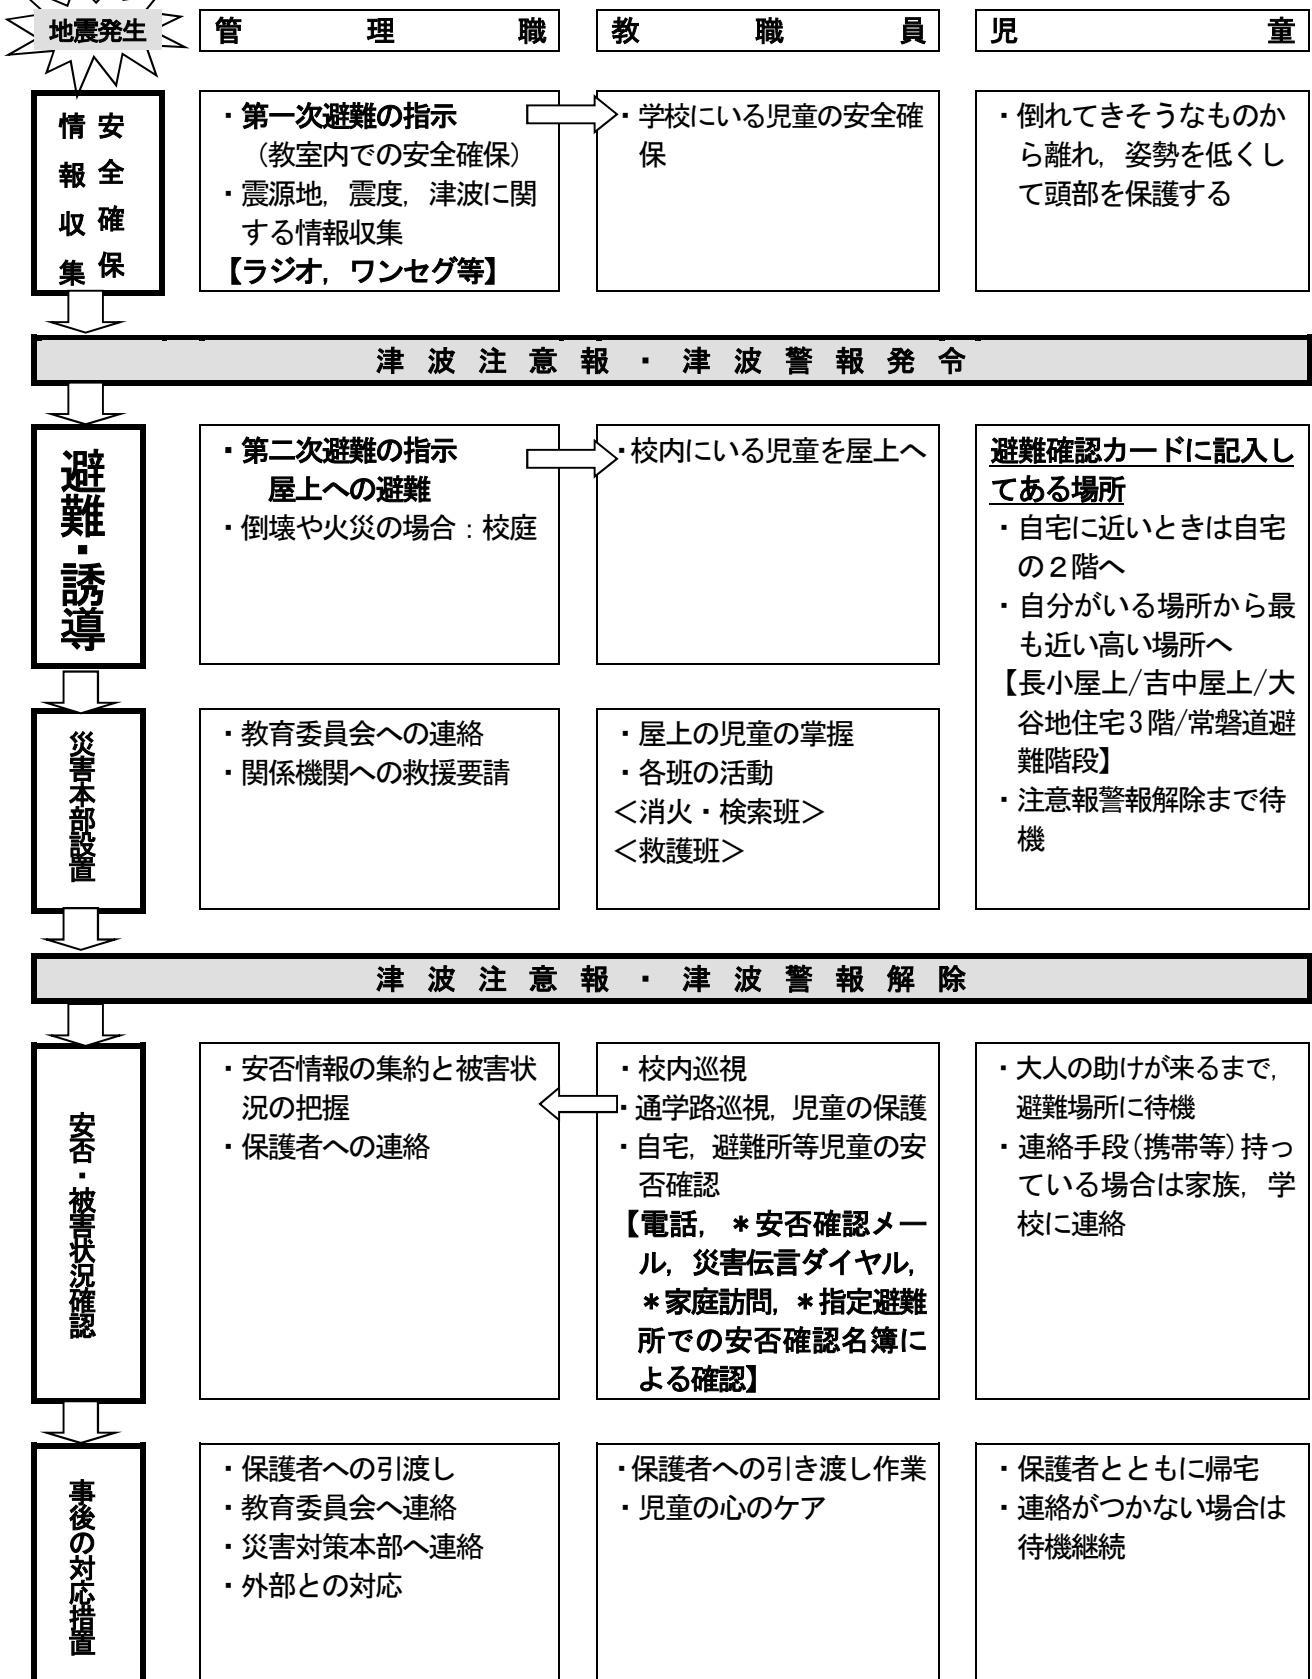 地震発生
管理職
教職員
児童
安全確保
情報収集
・第一次避難の指示
（教室内での安全確保）
・震源地，震度，津波に関
する情報収集
【ラジオ，ワンセグ等】
・学校にいる児童の安全確
保
・倒れてきそうなものか
ら離れ，姿勢を低くし
て頭部を保護する
津波注意報・津波警報発令
避難・誘導
・第二次避難の指示
屋上への避難
・倒壊や火災の場合：校庭
・校内にいる児童を屋上へ
避難確認カードに記入し
てある場所
・自宅に近いときは自宅
の２階へ
・自分がいる場所から最
も近い高い場所へ
【長小屋上/吉中屋上/大
谷地住宅３階/常磐道避
難階段】
・注意報警報解除まで待
機
災害本部設置
・教育委員会への連絡
・関係機関への救援要請
・屋上の児童の掌握
・各班の活動
＜消火・検索班＞
＜救護班＞
津波注意報・津波警報解除
安否・被害状況確認
・安否情報の集約と被害状
況の把握
・保護者への連絡
・校内巡視
・通学路巡視，児童の保護
・自宅，避難所等児童の安
否確認
【電話，＊安否確認メー
ル，災害伝言ダイヤル，
＊家庭訪問，＊指定避難
所での安否確認名簿に
よる確認】
・大人の助けが来るまで，
避難場所に待機
・連絡手段(携帯等)持っ
ている場合は家族，学
校に連絡
事後の対応措置
・保護者への引渡し
・教育委員会へ連絡
・災害対策本部へ連絡
・外部との対応
・保護者への引き渡し作業
・児童の心のケア
・保護者とともに帰宅
・連絡がつかない場合は
待機継続